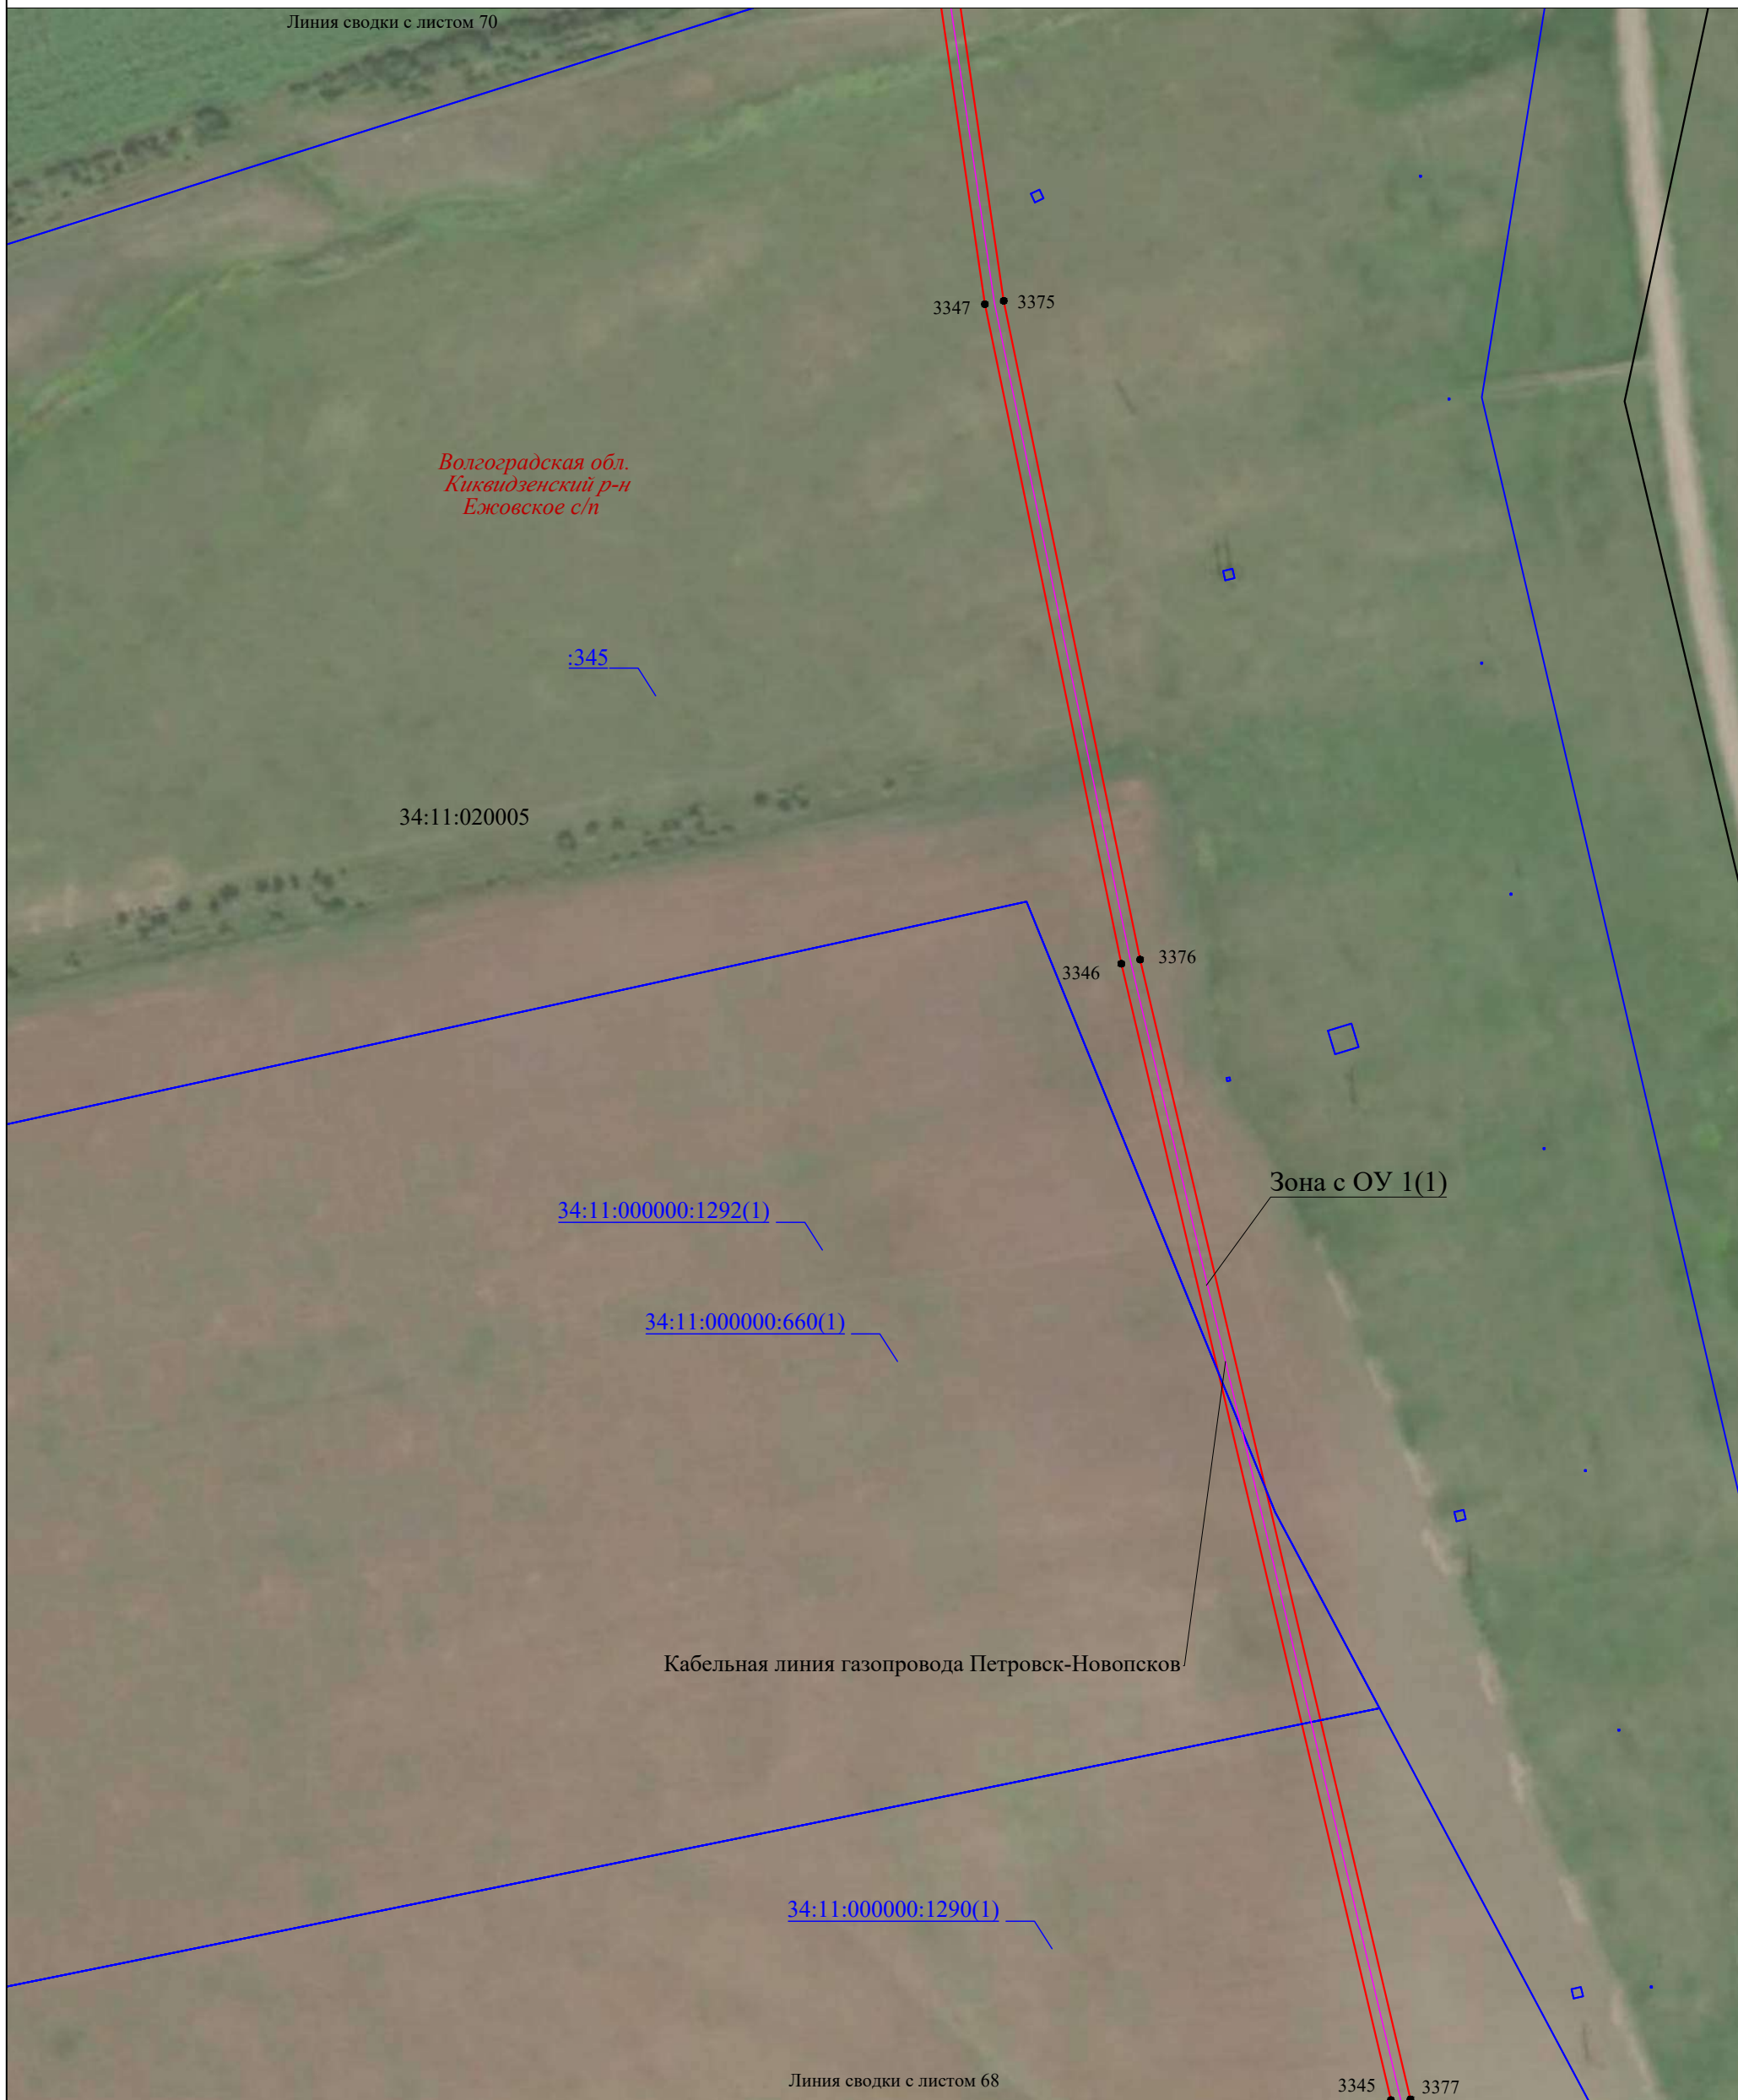 Линия сводки с листом 70
3347
3375
Волгоградская обл.
Киквидзенский р-н
Ежовское с/п
:345
34:11:020005
3346
3376
Зона с ОУ 1(1)
34:11:000000:1292(1)
34:11:000000:660(1)
Кабельная линия газопровода Петровск-Новопсков
34:11:000000:1290(1)
Линия сводки с листом 68
3345
3377